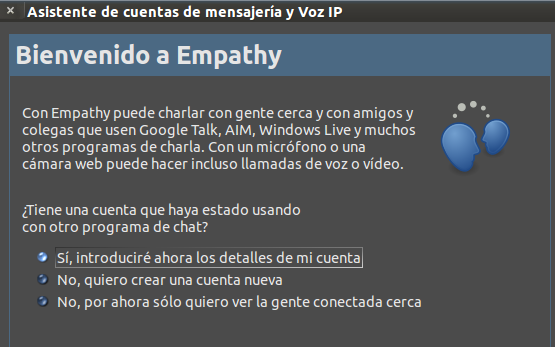 Asistente de cuentas de mensajería y Voz IP
Bienvenido a Empathy
Con Empathy puede charlar con gente cerca y con amigos y
colegas que usen Google Talk, AIM, Windows Live y muchos
otros programas de charla. Con un micrófono o una
cámara web puede hacer incluso llamadas de voz o vídeo.
¿Tiene una cuenta que haya estado usando
con otro programa de chat?
Sí, introduciré ahora los detalles de mi cuenta
No, quiero crear una cuenta nueva
No, por ahora sólo quiero ver la gente conectada cerca